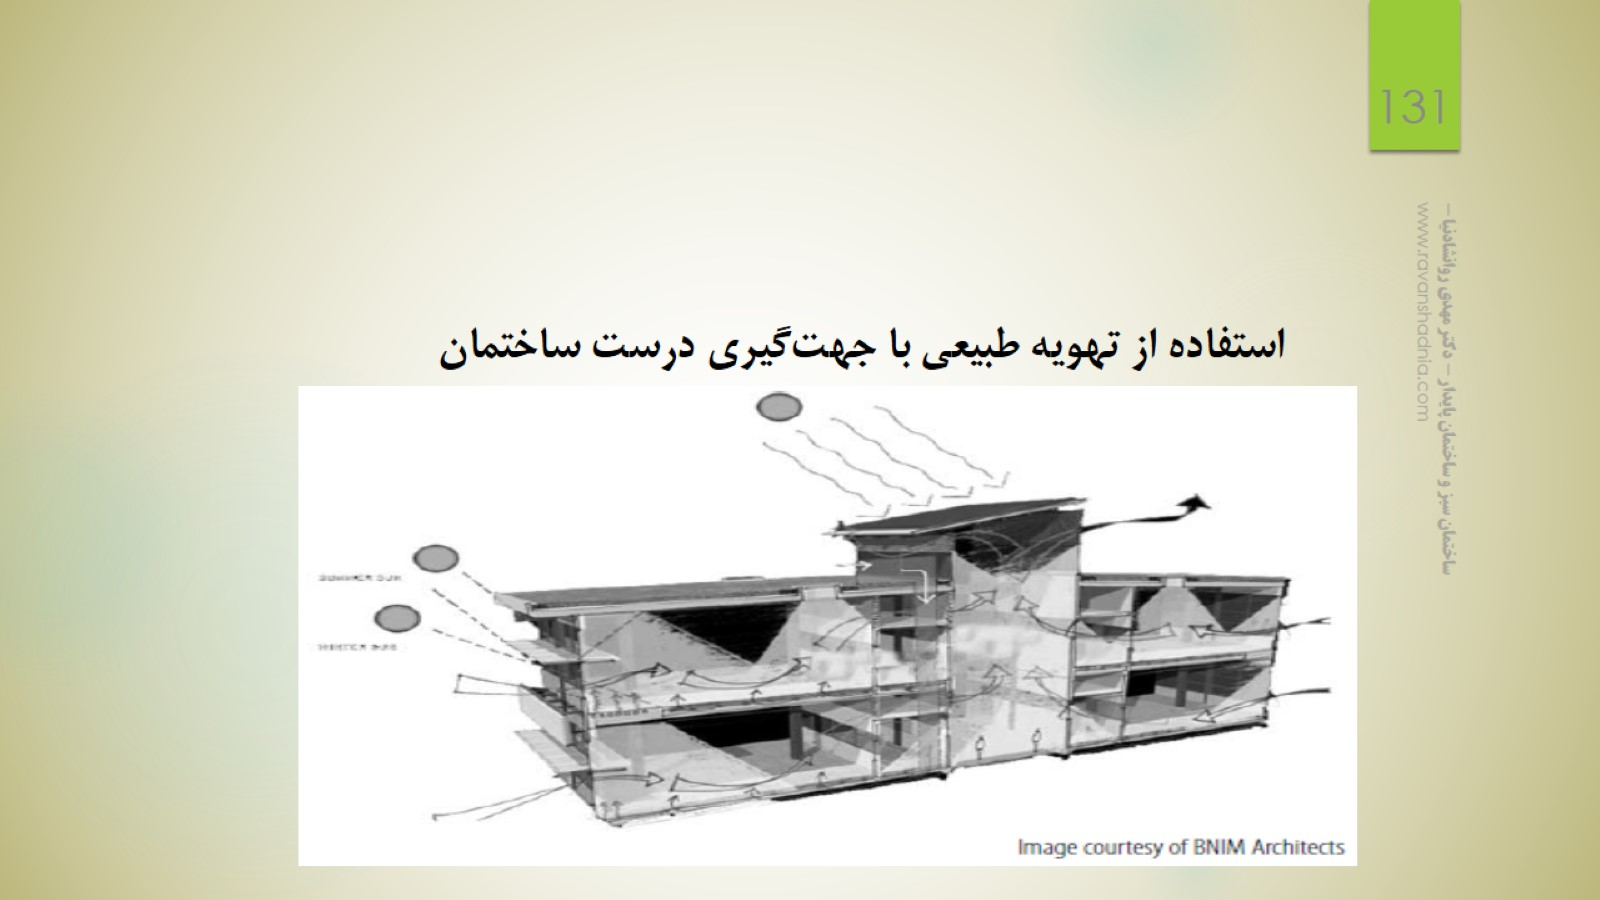 131
ساختمان سبز و ساختمان پایدار – دکتر مهدی روانشادنیا –
www.ravanshadnia.com
استفاده از تهویه طبیعی با جهت‌گیری درست ساختمان
SUMMER SUN
WINTER SUN
Image courtesy of BNIM Architects